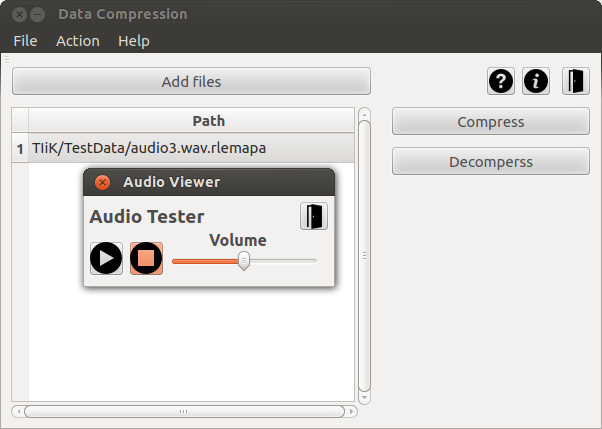 Data Compression
File Action Help
Add files
Path
Compress
1 TIiK/TestData/audio3.wav.rlemapa
Decomperss
Audio Viewer
Audio Tester
Volume